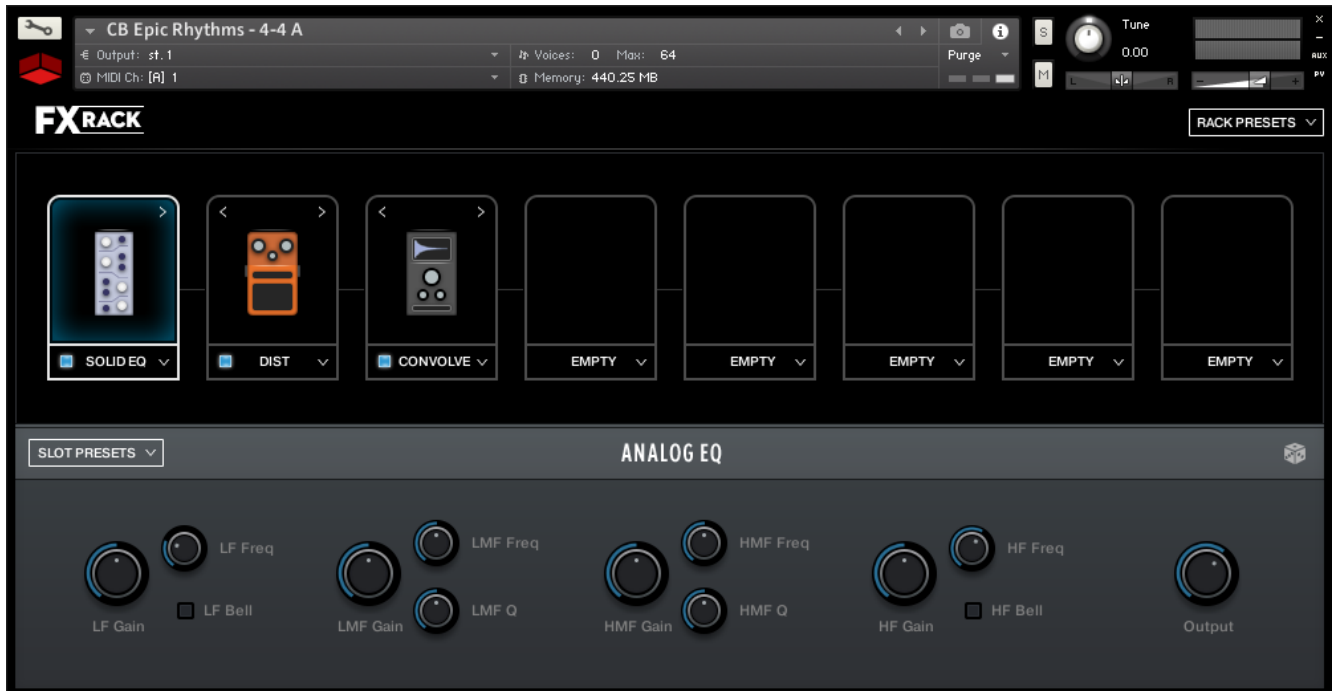 CB Epic Rhythms - 4-4 A
Output: st.1 Voices: 0 Max: 64 Purge
MIDI Ch: [A] 1 Memory: 440.25 MB
S Tune
0.00
M L R - +
×
–
AUX
PV
FXRACK
RACK PRESETS
SOLID EQ DIST CONVOLVE EMPTY EMPTY EMPTY EMPTY EMPTY
SLOT PRESETS ANALOG EQ
LF Freq LMF Freq HMF Freq HF Freq
LF Bell LMF Q HMF Q HF Bell
LF Gain LMF Gain HMF Gain HF Gain Output